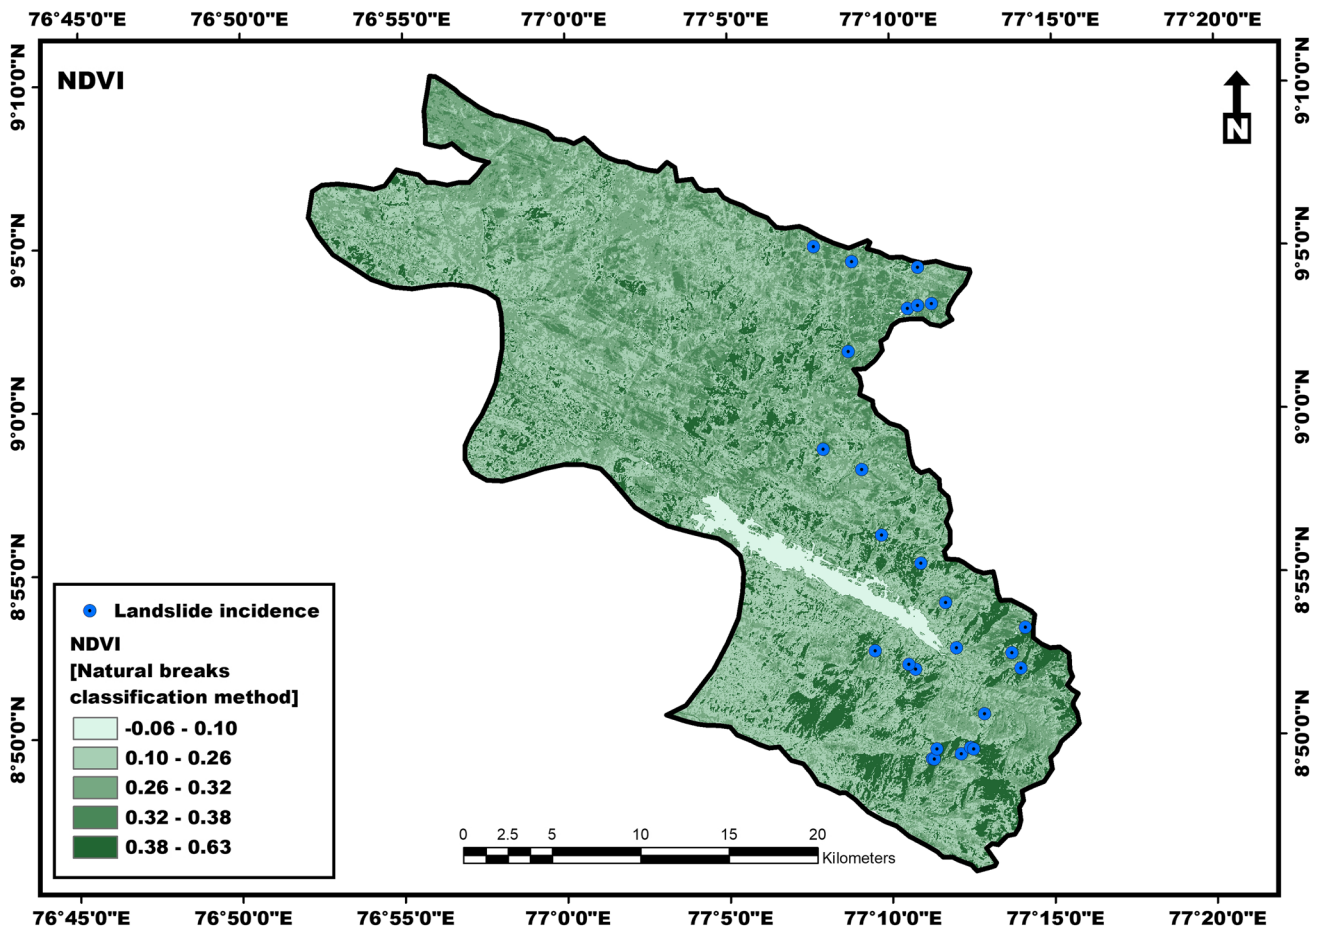 76°45'0"E 76°50'0"E 76°55'0"E 77°0'0"E 77°5'0"E 77°10'0"E 77°15'0"E 77°20'0"E
NDVI
N
9°10'0"N
9°5'0"N
9°0'0"N
8°55'0"N
8°50'0"N
9°10'0"N
9°5'0"N
9°0'0"N
8°55'0"N
8°50'0"N
Landslide incidence
NDVI
[Natural breaks
classification method]
-0.06 - 0.10
0.10 - 0.26
0.26 - 0.32
0.32 - 0.38
0.38 - 0.63
0 2.5 5 10 15 20
Kilometers
76°45'0"E 76°50'0"E 76°55'0"E 77°0'0"E 77°5'0"E 77°10'0"E 77°15'0"E 77°20'0"E